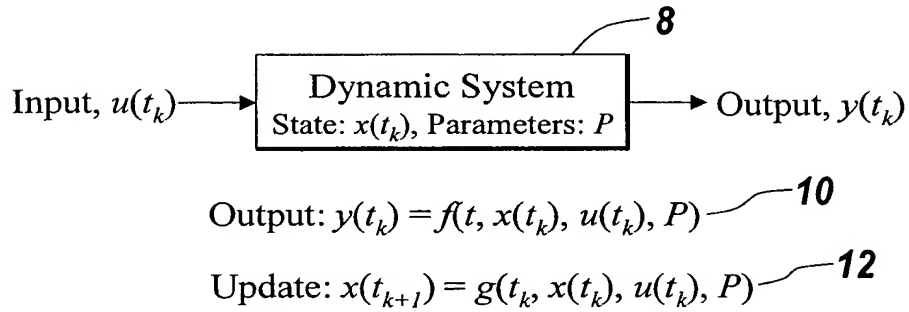 8
Input, u(t_k)
Dynamic System
Output, y(t_k)
State: x(t_k), Parameters: P
10
Output: y(t_k) = f(t, x(t_k), u(t_k), P)
12
Update: x(t_{k+1}) = g(t_k, x(t_k), u(t_k), P)